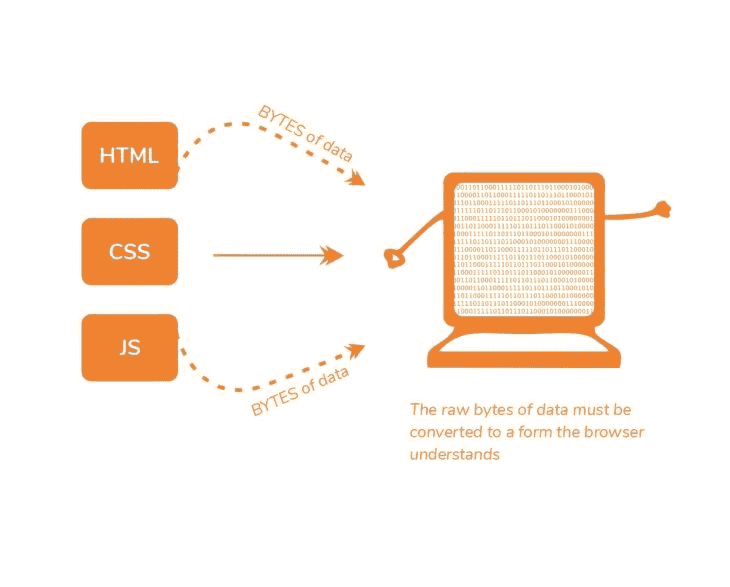 HTML
BYTES of data
CSS
JS
BYTES of data
The raw bytes of data must be
converted to a form the browser
understands